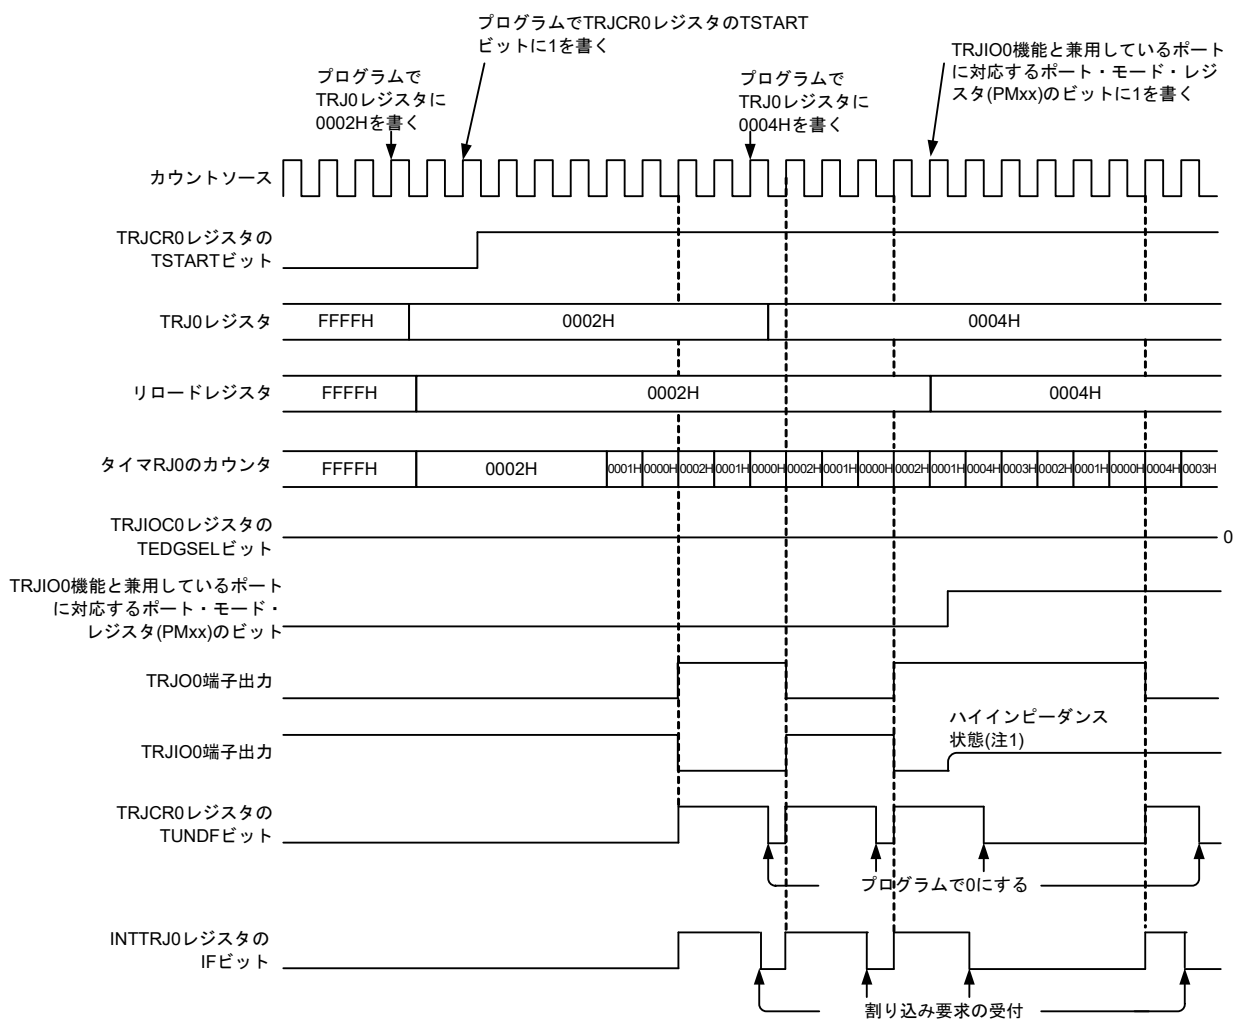 プログラムでTRJCR0レジスタのTSTART
ビットに1を書く
TRJIO0機能と兼用しているポート
に対応するポート・モード・レジ
スタ(PMxx)のビットに1を書く
プログラムで
TRJ0レジスタに
0002Hを書く
プログラムで
TRJ0レジスタに
0004Hを書く
カウントソース
TRJCR0レジスタの
TSTARTビット
TRJ0レジスタ FFFFH 0002H 0004H
リロードレジスタ FFFFH 0002H 0004H
タイマRJ0のカウンタ FFFFH 0002H 0001H 0000H 0002H 0001H 0000H 0002H 0001H 0000H 0002H 0001H 0004H 0003H 0002H 0001H 0000H 0004H 0003H
TRJIOC0レジスタの
TEDGSELビット 0
TRJIO0機能と兼用しているポート
に対応するポート・モード・
レジスタ(PMxx)のビット
TRJO0端子出力
ハイインピーダンス
状態(注1)
TRJIO0端子出力
TRJCR0レジスタの
TUNDFビット
プログラムで0にする
INTTRJ0レジスタの
IFビット
割り込み要求の受付